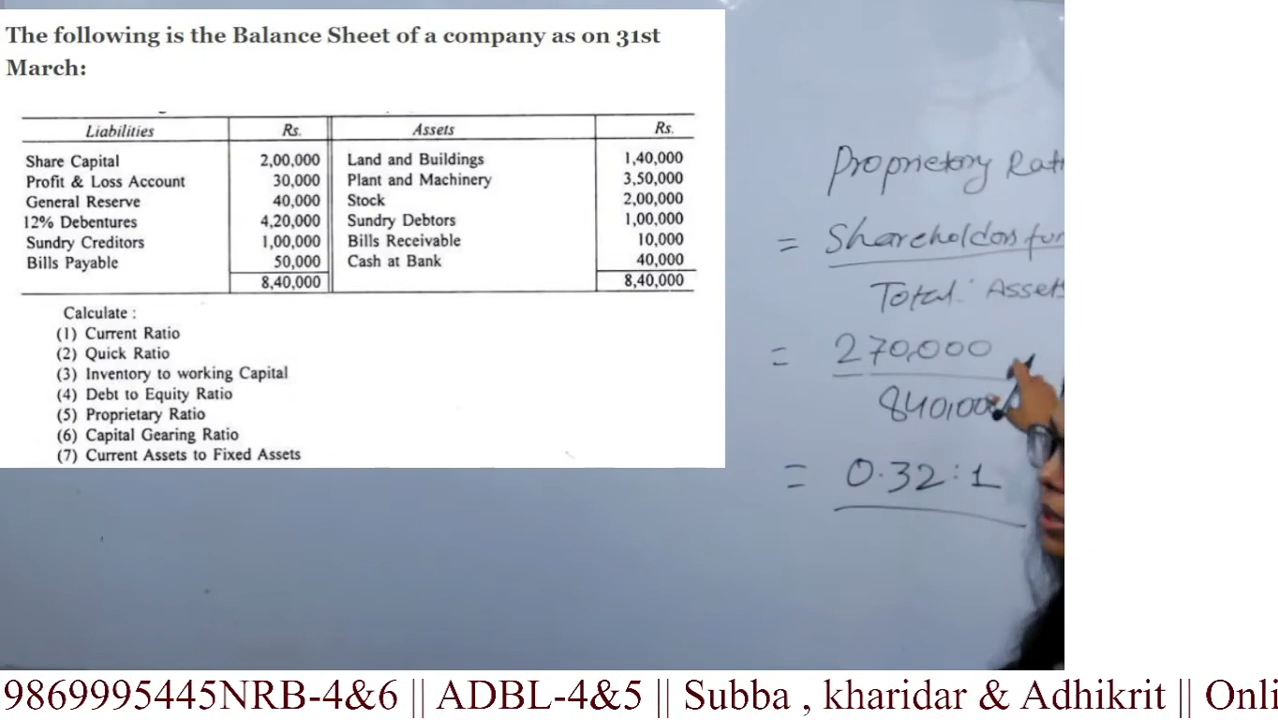 The following is the Balance Sheet of a company as on 31st
March:
Liabilities Rs. Assets Rs.
Share Capital 2,00,000 Land and Buildings 1,40,000
Profit & Loss Account 30,000 Plant and Machinery 3,50,000
General Reserve 40,000 Stock 2,00,000
12% Debentures 4,20,000 Sundry Debtors 1,00,000
Sundry Creditors 1,00,000 Bills Receivable 10,000
Bills Payable 50,000 Cash at Bank 40,000
8,40,000 8,40,000
Calculate :
(1) Current Ratio
(2) Quick Ratio
(3) Inventory to working Capital
(4) Debt to Equity Ratio
(5) Proprietary Ratio
(6) Capital Gearing Ratio
(7) Current Assets to Fixed Assets
Proprietory Rati
= Shareholdors fun
Total Assets
= 270,000
840,000
= 0.32:1
9869995445NRB-4&6 || ADBL-4&5 || Subba , kharidar & Adhikrit || Onli